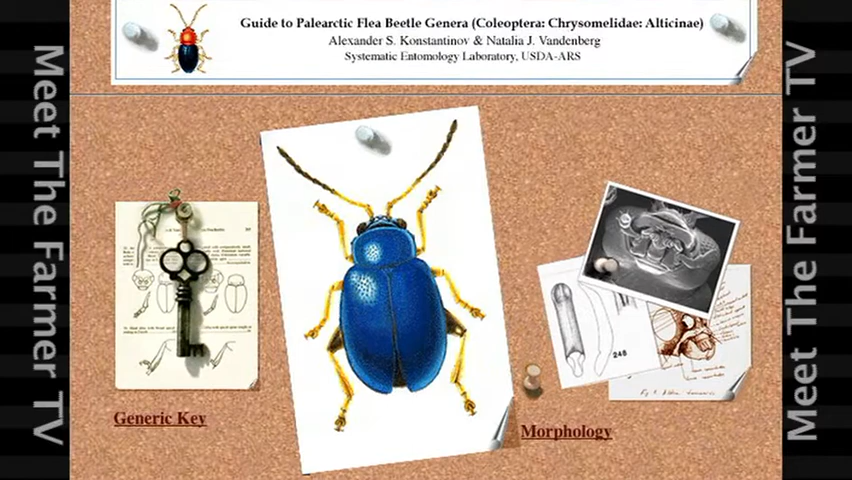 Guide to Palearctic Flea Beetle Genera (Coleoptera: Chrysomelidae: Alticinae)
Alexander S. Konstantinov & Natalia J. Vandenberg
Systematic Entomology Laboratory, USDA-ARS
Meet The Farmer TV
Meet The Farmer TV
248
Generic Key
Morphology